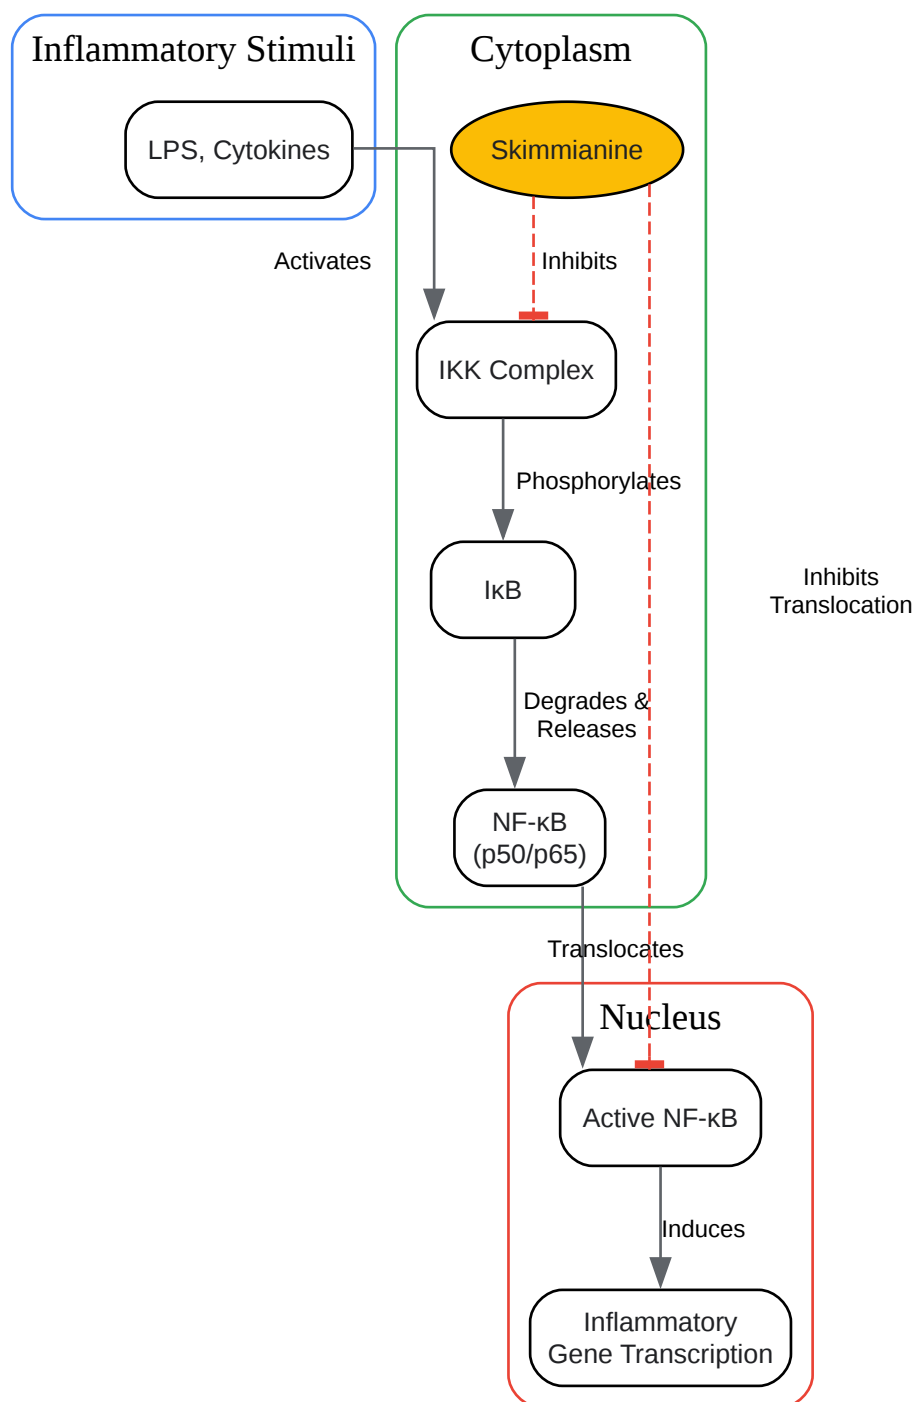 Inflammatory Stimuli
Cytoplasm
LPS, Cytokines
Skimmianine
Activates
Inhibits
IKK Complex
Phosphorylates
Inhibits
Translocation
IκB
Degrades &
Releases
NF-κB
(p50/p65)
Translocates
Nucleus
Active NF-κB
Induces
Inflammatory
Gene Transcription